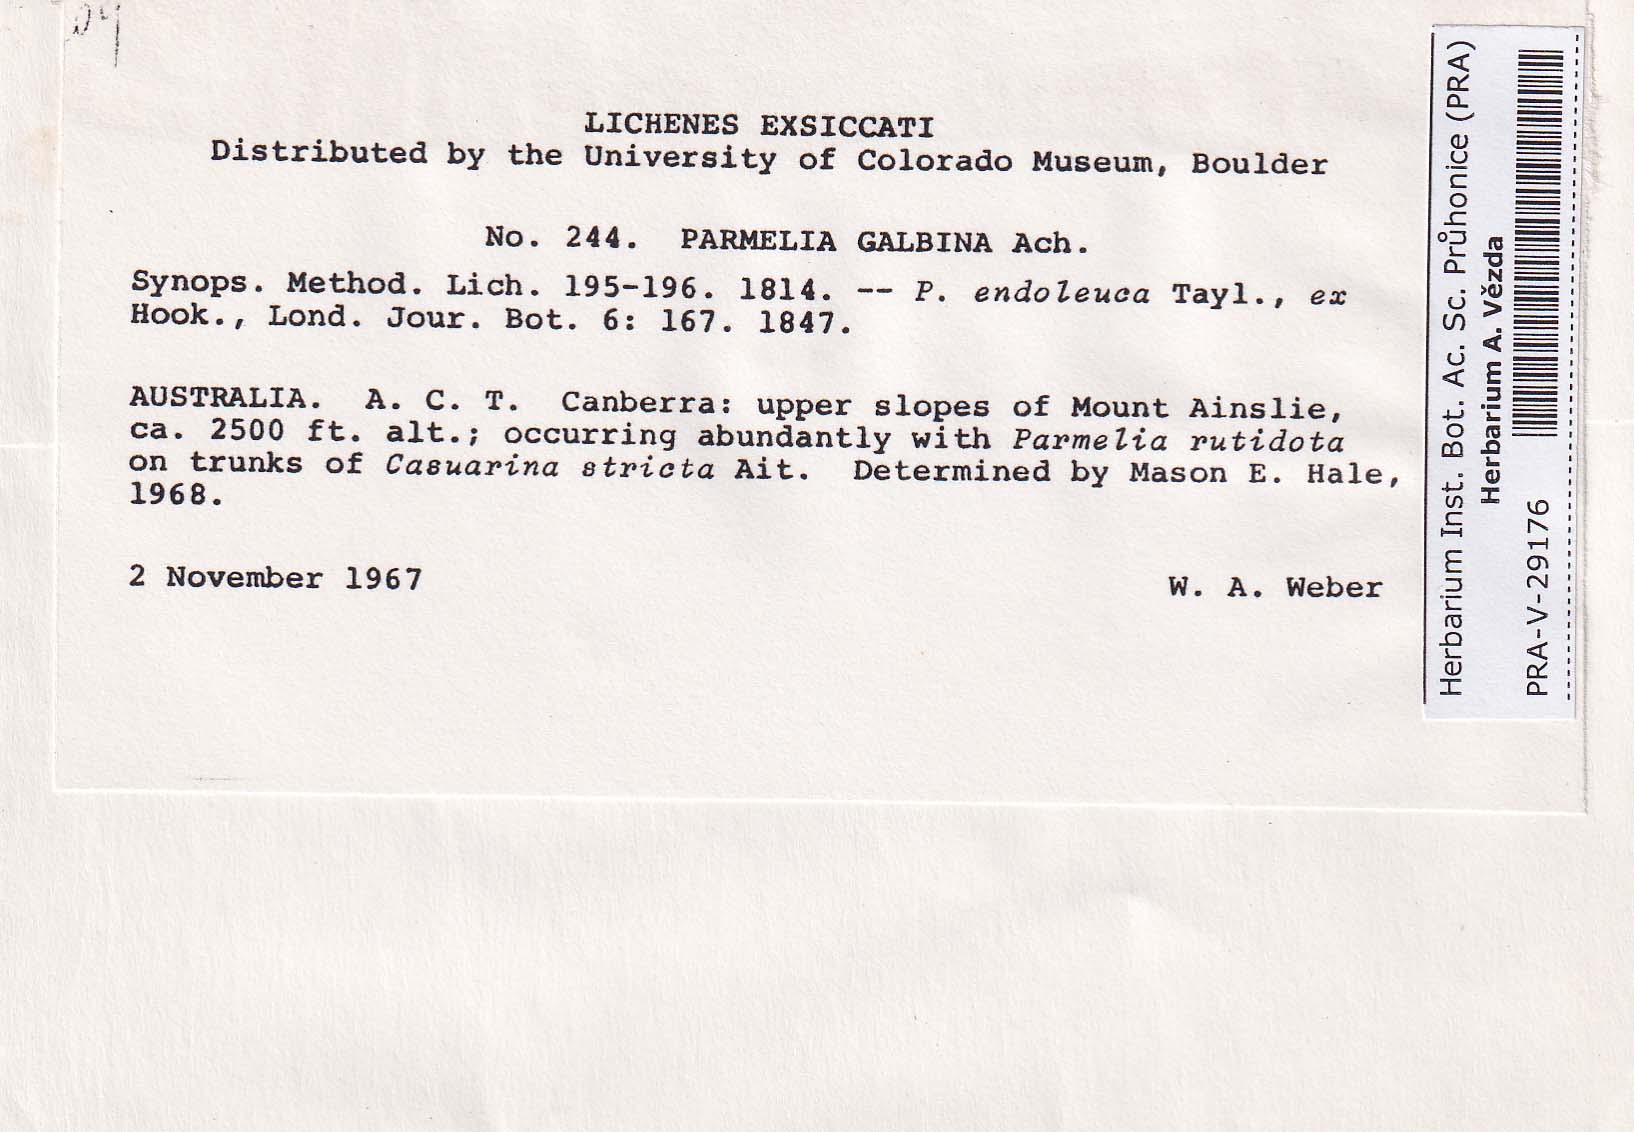 LICHENES EXSICCATI
Distributed by the University of Colorado Museum, Boulder
No. 244. PARMELIA GALBINA Ach.
Synops. Method. Lich. 195-196. 1814. -- P. endoleuca Tayl., ex
Hook., Lond. Jour. Bot. 6: 167. 1847.
AUSTRALIA. A. C. T. Canberra: upper slopes of Mount Ainslie,
ca. 2500 ft. alt.; occurring abundantly with Parmelia rutidota
on trunks of Casuarina stricta Ait. Determined by Mason E. Hale,
1968.
2 November 1967
W. A. Weber
Herbarium Inst. Bot. Ac. Sc. Průhonice (PRA)
Herbarium A. Vězda
PRA-V-29176